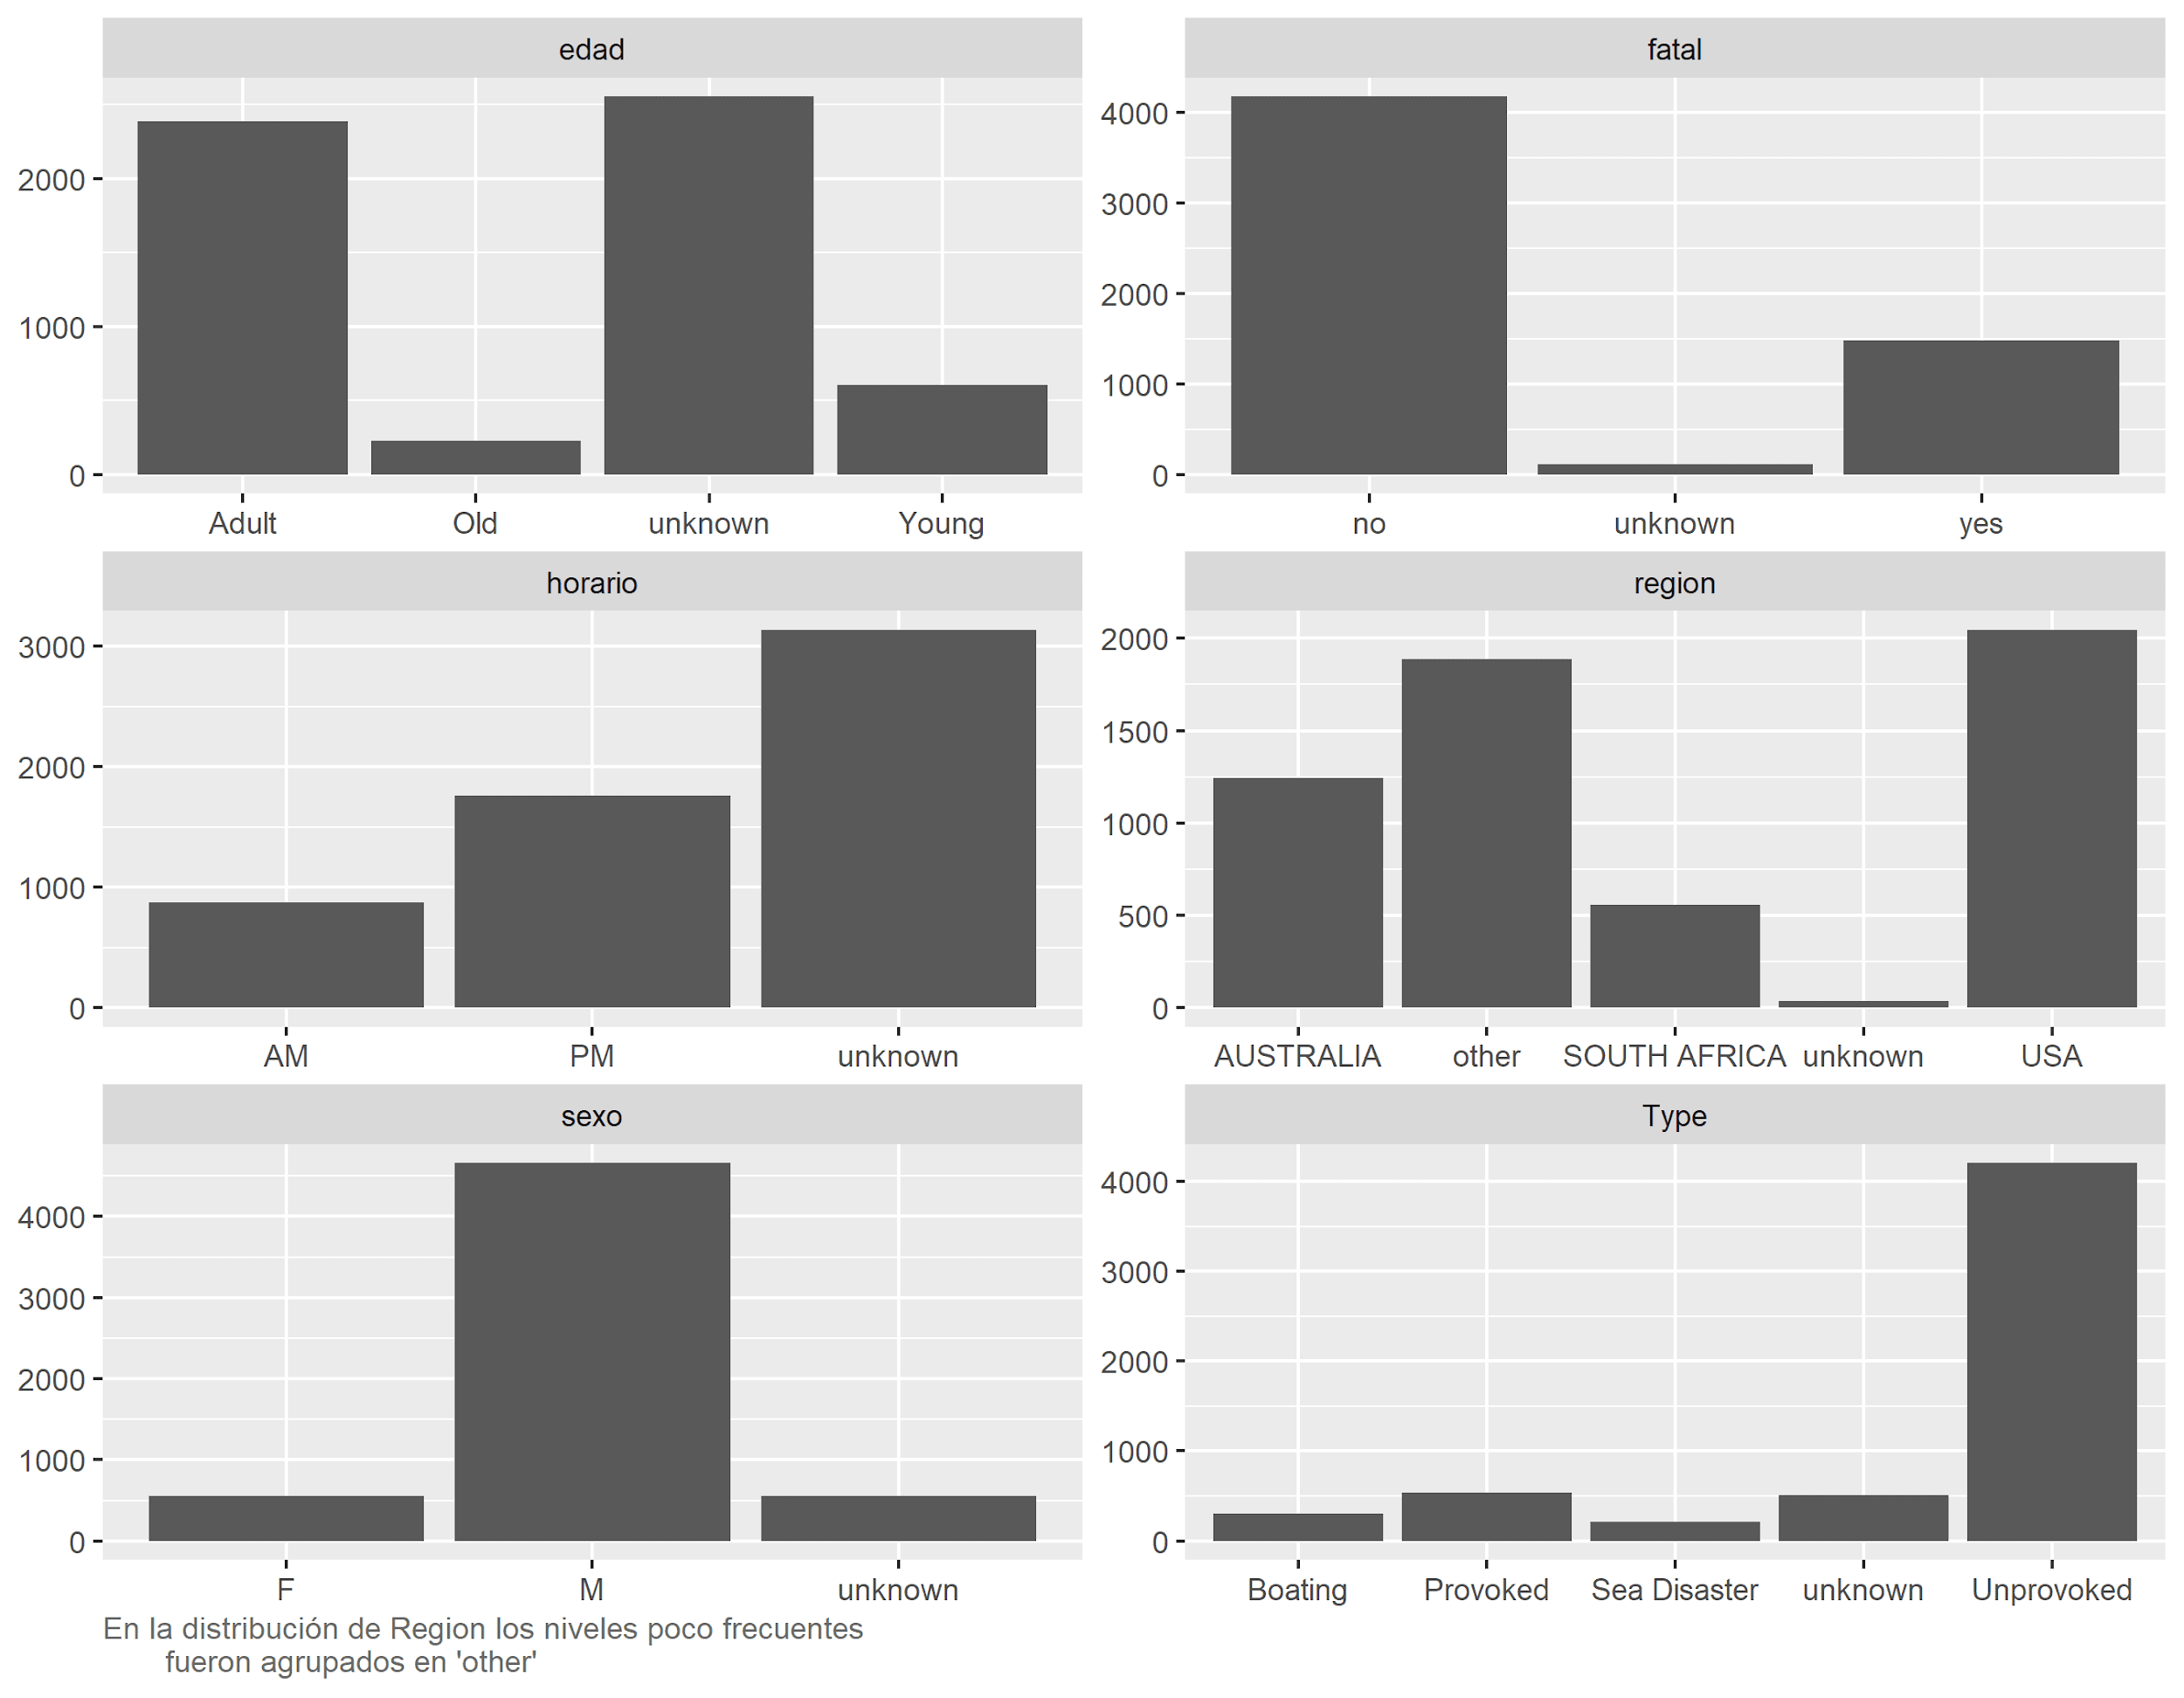 edad
2000
1000
0
Adult Old unknown Young
fatal
4000
3000
2000
1000
0
no unknown yes
horario
3000
2000
1000
0
AM PM unknown
region
2000
1500
1000
500
0
AUSTRALIA other SOUTH AFRICA unknown USA
sexo
4000
3000
2000
1000
0
F M unknown
Type
4000
3000
2000
1000
0
Boating Provoked Sea Disaster unknown Unprovoked
En la distribución de Region los niveles poco frecuentes
fueron agrupados en 'other'